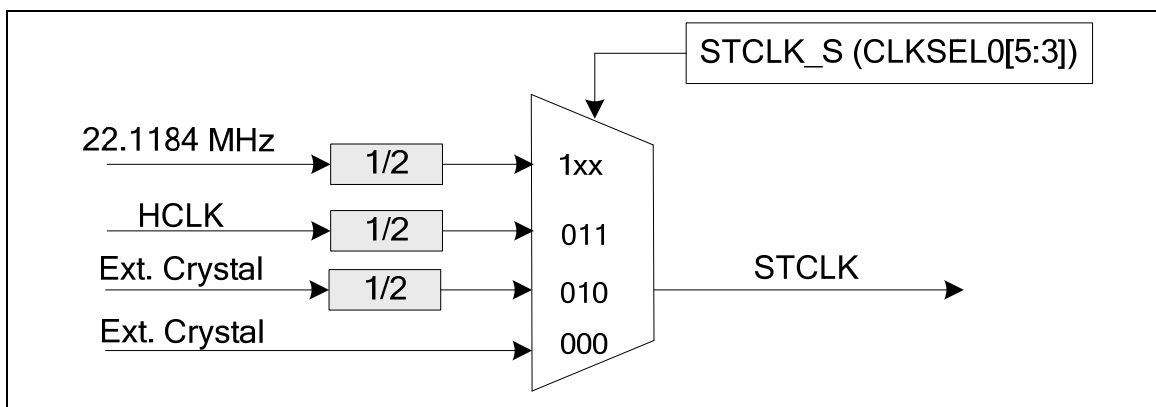 STCLK_S (CLKSEL0[5:3])
22.1184 MHz
1/2
1xx
HCLK
1/2
011
Ext. Crystal
1/2
010
STCLK
Ext. Crystal
000